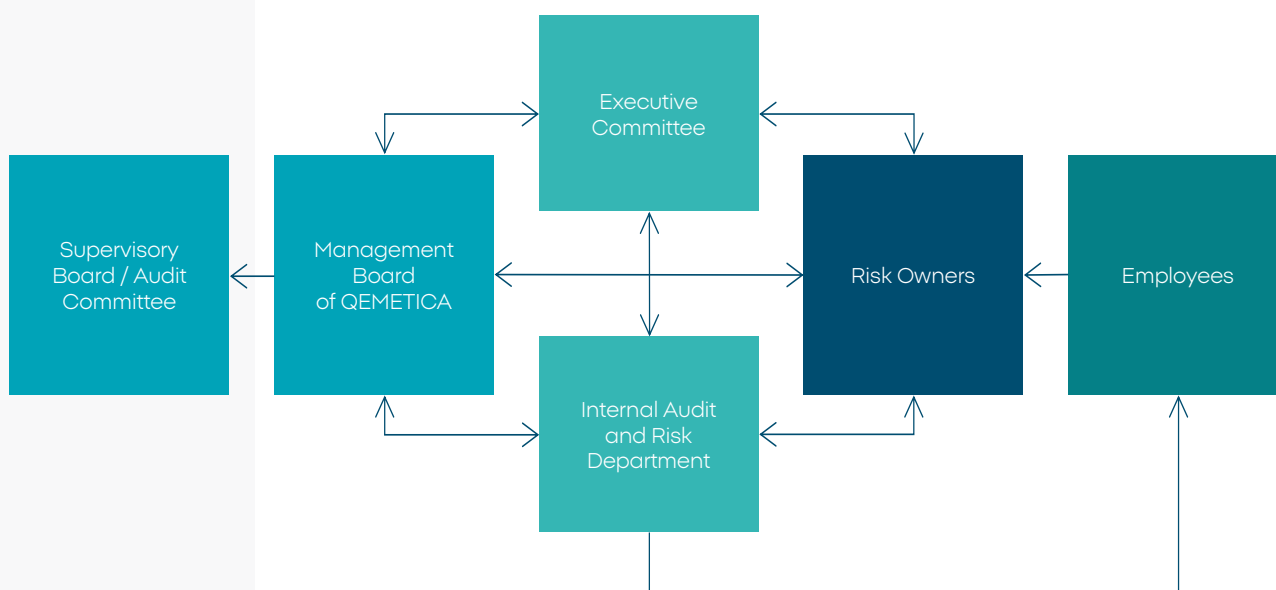 Executive
Committee
Supervisory
Board / Audit
Committee
Management
Board
of QEMETICA
Risk Owners
Employees
Internal Audit
and Risk
Department